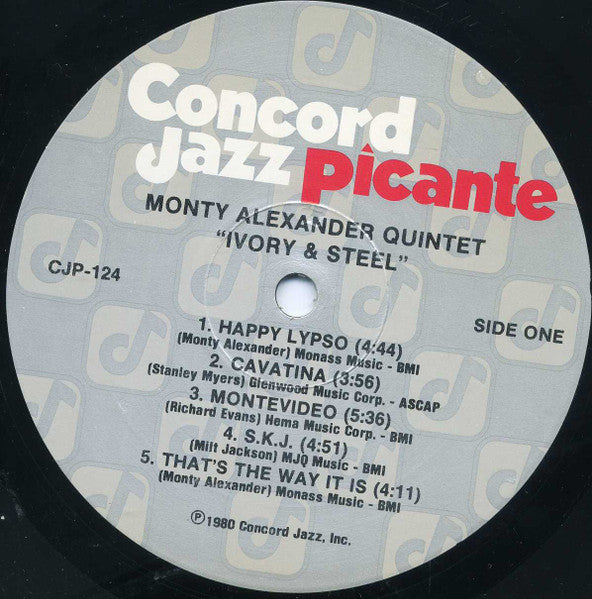 Concord
Jazz picante
MONTY ALEXANDER QUINTET
"IVORY & STEEL"
CJP-124
SIDE ONE
1. HAPPY LYPSO (4:44)
(Monty Alexander) Monass Music - BMI
2. CAVATINA (3:56)
(Stanley Myers) Glenwood Music Corp. - ASCAP
3. MONTEVIDEO (5:36)
(Richard Evans) Hema Music Corp. - BMI
4. S.K.J. (4:51)
(Milt Jackson) MJQ Music - BMI
5. THAT'S THE WAY IT IS (4:11)
(Monty Alexander) Monass Music - BMI
℗1980 Concord Jazz, Inc.